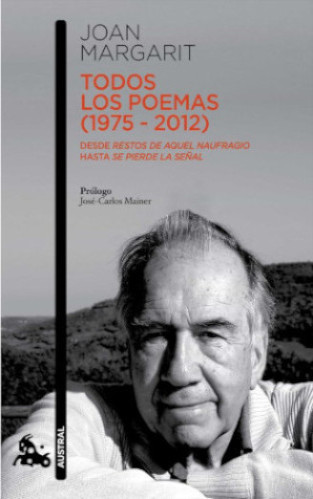 JOAN
MARGARIT
TODOS
LOS POEMAS
(1975 - 2012)
DESDE RESTOS DE AQUEL NAUFRAGIO
HASTA SE PIERDE LA SEÑAL
Prólogo
José-Carlos Mainer
AUSTRAL